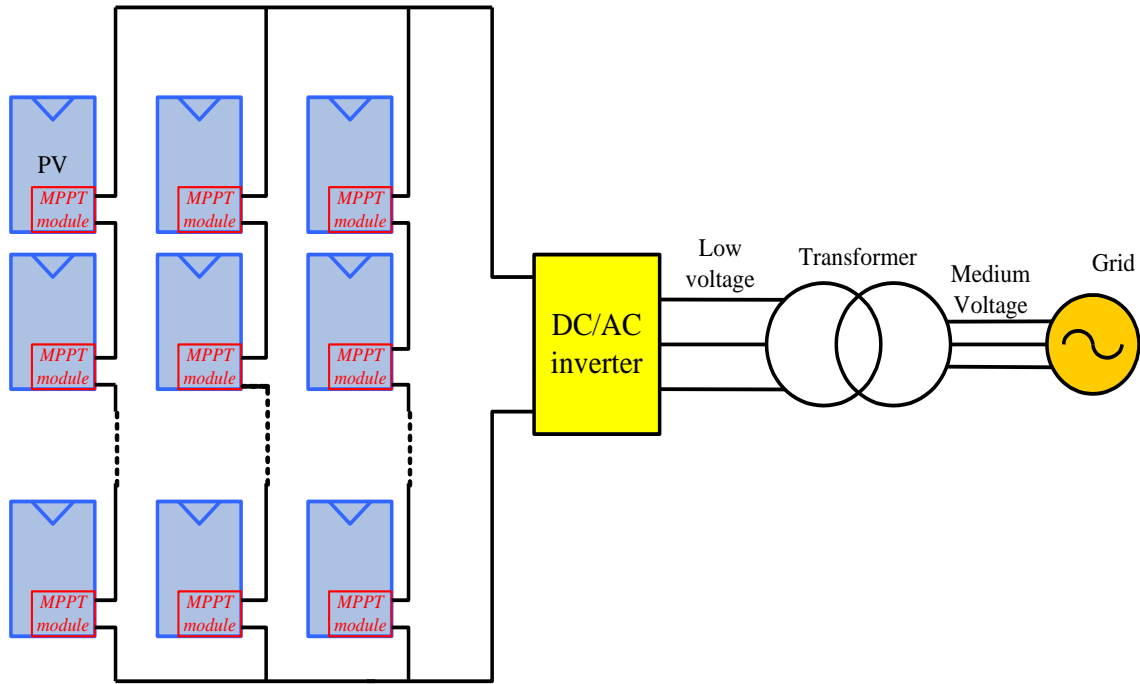 PV
MPPT
module
MPPT
module
MPPT
module
MPPT
module
MPPT
module
MPPT
module
MPPT
module
MPPT
module
MPPT
module
DC/AC
inverter
Low
voltage
Transformer
Medium
Voltage
Grid